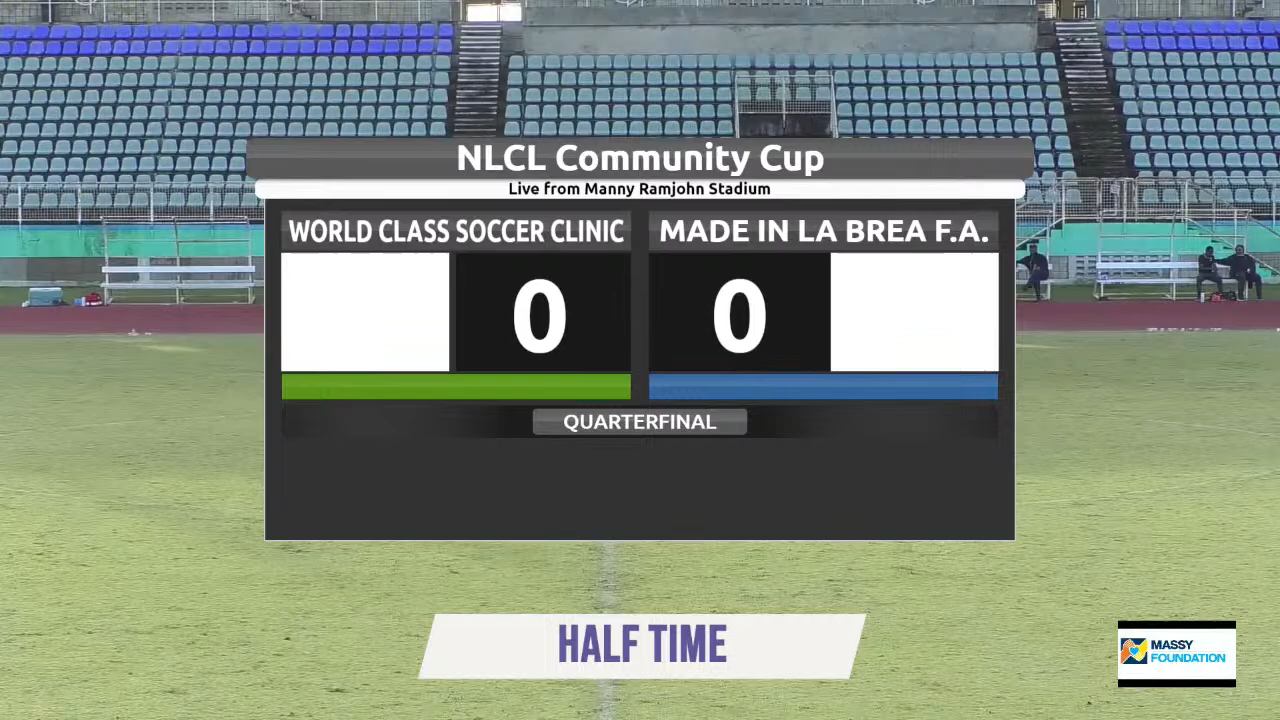 NLCL Community Cup
Live from Manny Ramjohn Stadium
WORLD CLASS SOCCER CLINIC
MADE IN LA BREA F.A.
0
0
QUARTERFINAL
HALF TIME
MASSY
FOUNDATION